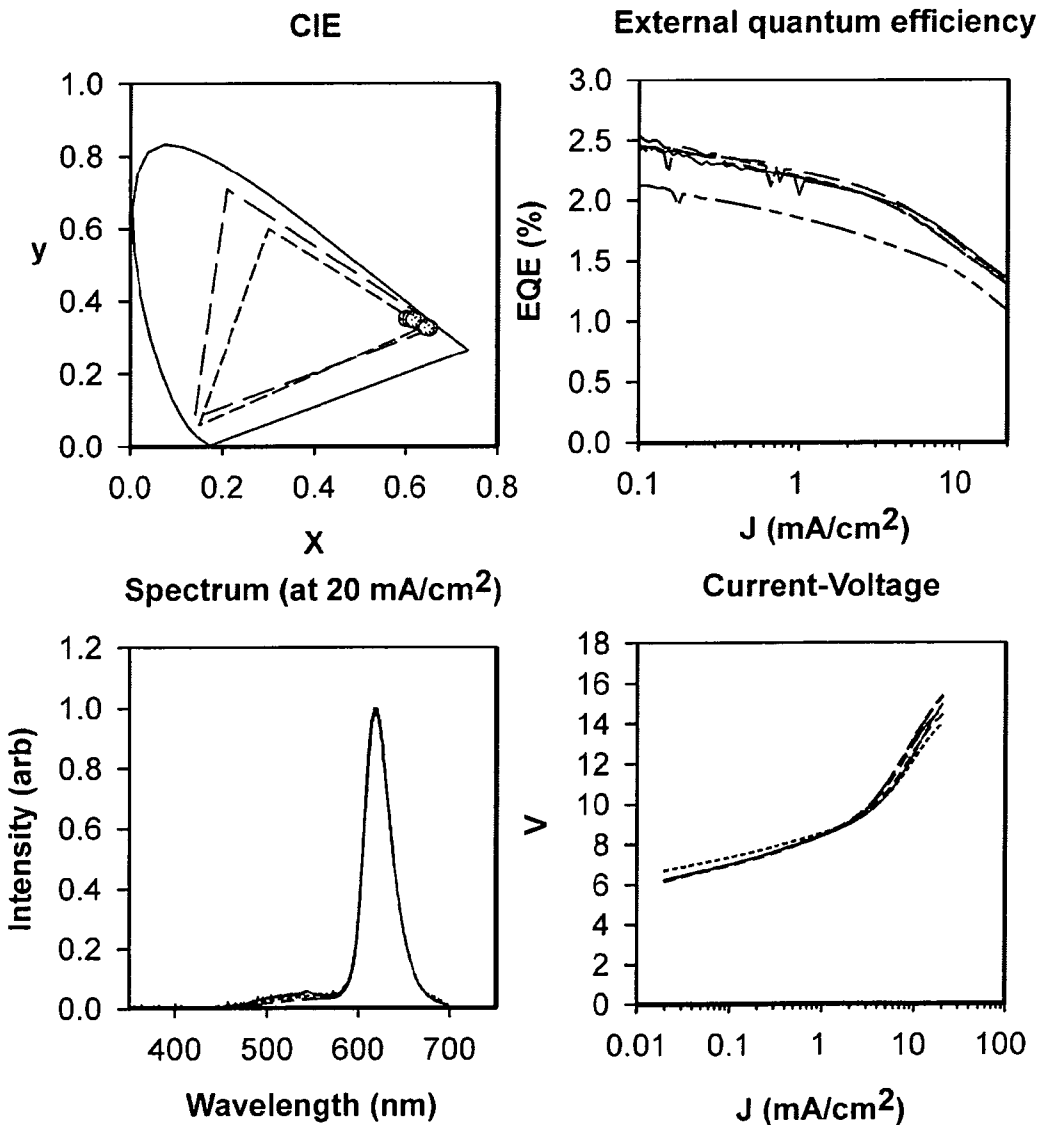 CIE
1.0
0.8
0.6
0.4
0.2
0.0
y
0.0 0.2 0.4 0.6 0.8
X
External quantum efficiency
3.0
2.5
2.0
1.5
1.0
0.5
0.0
EQE (%)
0.1 1 10
J (mA/cm2)
Spectrum (at 20 mA/cm2)
1.2
1.0
0.8
0.6
0.4
0.2
0.0
Intensity (arb)
400 500 600 700
Wavelength (nm)
Current-Voltage
18
16
14
12
10
8
6
4
2
0
V
0.01 0.1 1 10 100
J (mA/cm2)